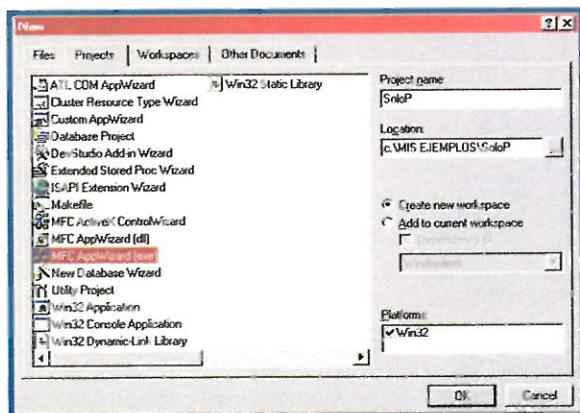 New
Files Projects Workspaces Other Documents
ATL COM AppWizard
Cluster Resource Type Wizard
Custom AppWizard
Database Project
DevStudio Add-in Wizard
Extended Stored Proc Wizard
ISAPI Extension Wizard
Makefile
MFC ActiveX ControlWizard
MFC AppWizard (dll)
MFC AppWizard (exe)
New Database Wizard
Utility Project
Win32 Application
Win32 Console Application
Win32 Dynamic-Link Library
Win32 Static Library
Project name:
SoloP
Location:
c:\MIS EJEMPLOS\SoloP
...
Create new workspace
Add to current workspace
Dependency of
Platforms:
Win32
OK Cancel